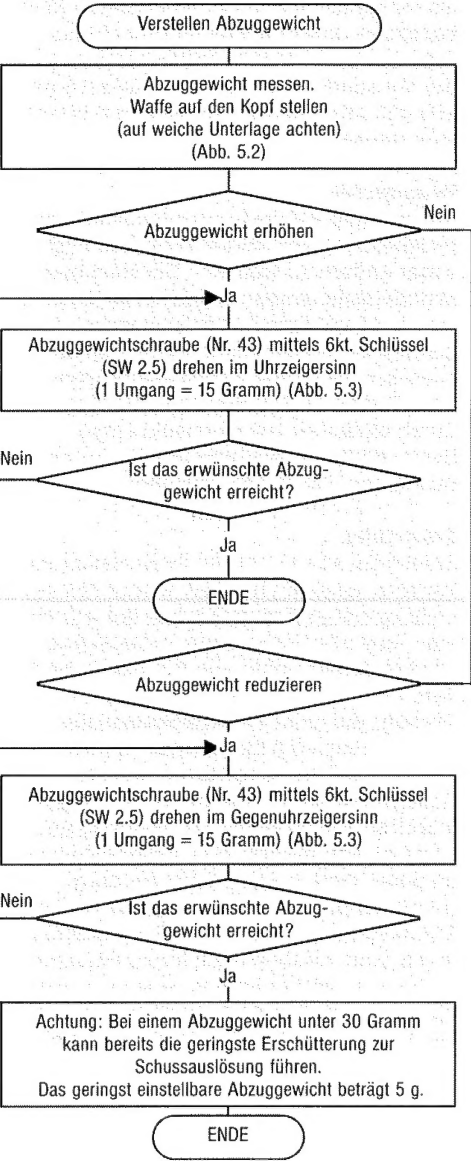 Verstellen Abzuggewicht
Abzuggewicht messen.
Waffe auf den Kopf stellen
(auf weiche Unterlage achten)
(Abb. 5.2)
Nein
Abzuggewicht erhöhen
Ja
Abzuggewichtschraube (Nr. 43) mittels 6kt. Schlüssel
(SW 2.5) drehen im Uhrzeigersinn
(1 Umgang = 15 Gramm) (Abb. 5.3)
Nein
Ist das erwünschte Abzug-
gewicht erreicht?
Ja
ENDE
Abzuggewicht reduzieren
Ja
Abzuggewichtschraube (Nr. 43) mittels 6kt. Schlüssel
(SW 2.5) drehen im Gegenuhrzeigersinn
(1 Umgang = 15 Gramm) (Abb. 5.3)
Nein
Ist das erwünschte Abzug-
gewicht erreicht?
Ja
Achtung: Bei einem Abzuggewicht unter 30 Gramm
kann bereits die geringste Erschütterung zur
Schussauslösung führen.
Das geringst einstellbare Abzuggewicht beträgt 5 g.
ENDE